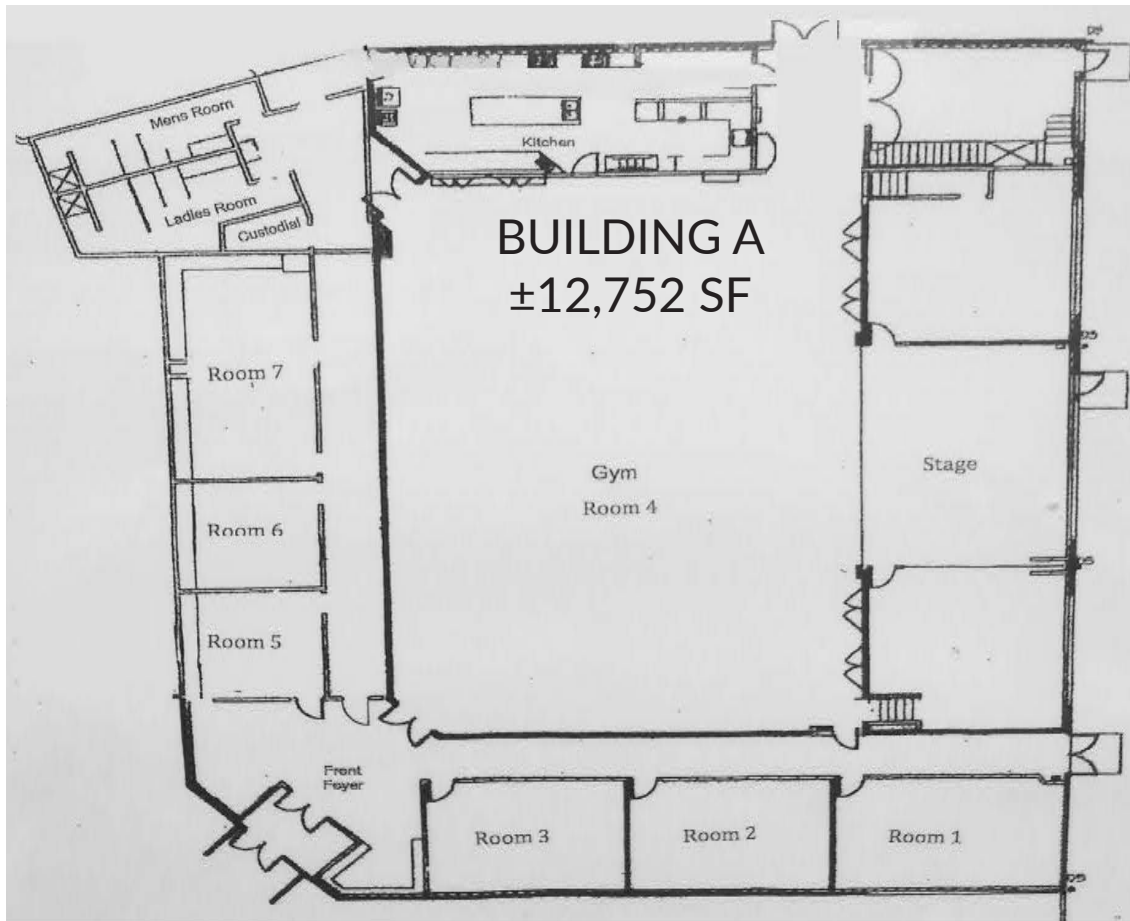 Mens Room
Kitchen
Ladies Room
Custodial
BUILDING A
±12,752 SF
Room 7
Gym
Room 4
Stage
Room 6
Room 5
Front
Foyer
Room 3
Room 2
Room 1